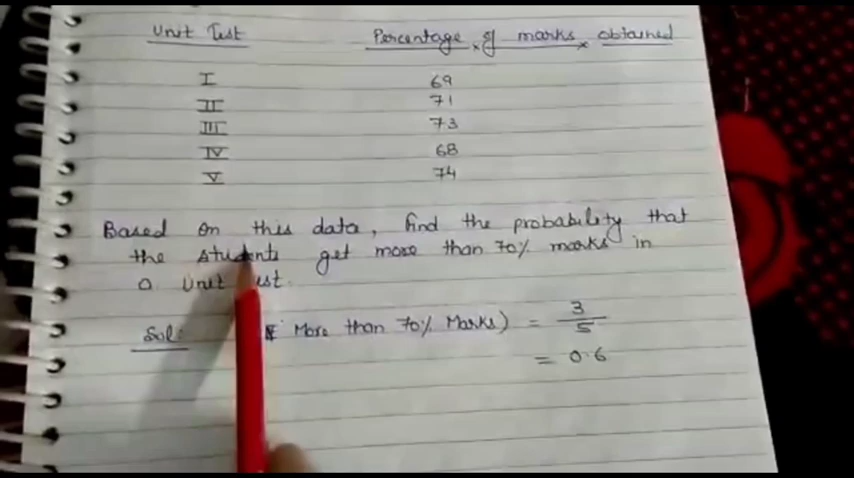 Unit Test Percentage of marks obtained
I 69
II 71
III 73
IV 68
V 74
Based on this data, find the probability that
the students get more than 70% marks in
a Unit
Sol: More than 70% Marks) = 3/5
= 0.6